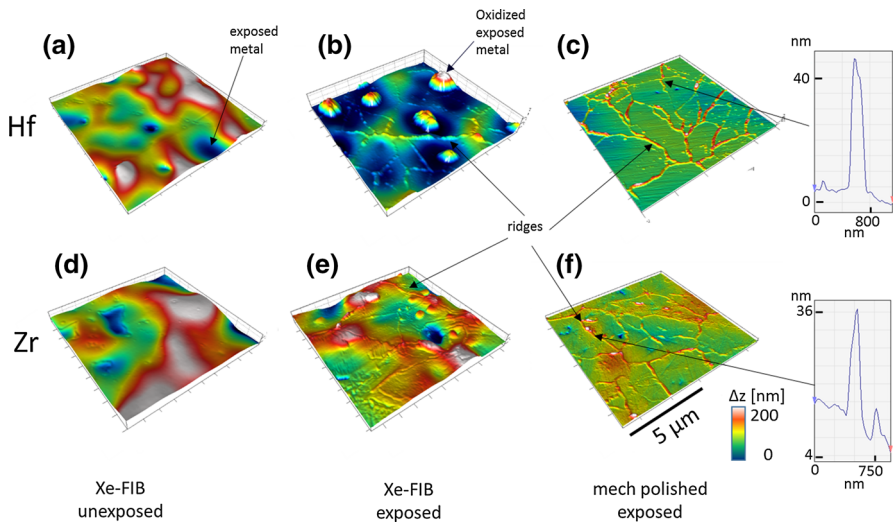 (a)
exposed
metal
(b)
Oxidized
exposed
metal
(c)
nm
40
0
0
800
nm
Hf
ridges
(d)
(e)
(f)
nm
36
4
0
750
nm
Zr
Δz [nm]
200
0
5 µm
Xe-FIB
unexposed
Xe-FIB
exposed
mech polished
exposed